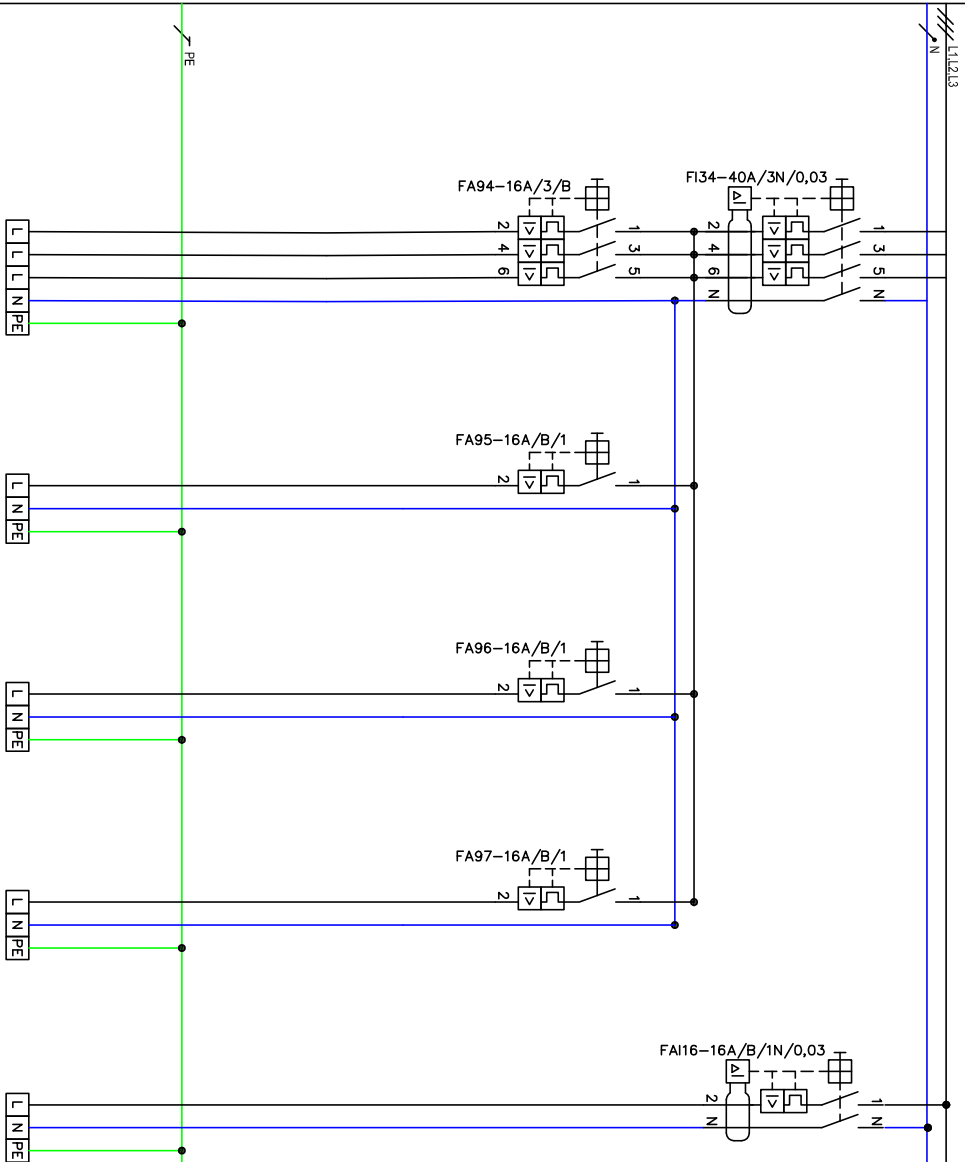 L1,L2,L3
N
PE
FA94-16A/3/B
FI34-40A/3N/0,03
L 2 1 2 1
L 4 3 4 3
L 6 5 6 5
N N N
PE
FA95-16A/B/1
L 2 1
N
PE
FA96-16A/B/1
L 2 1
N
PE
FA97-16A/B/1
L 2 1
N
PE
FAI16-16A/B/1N/0,03
L 2 1
N N N
PE